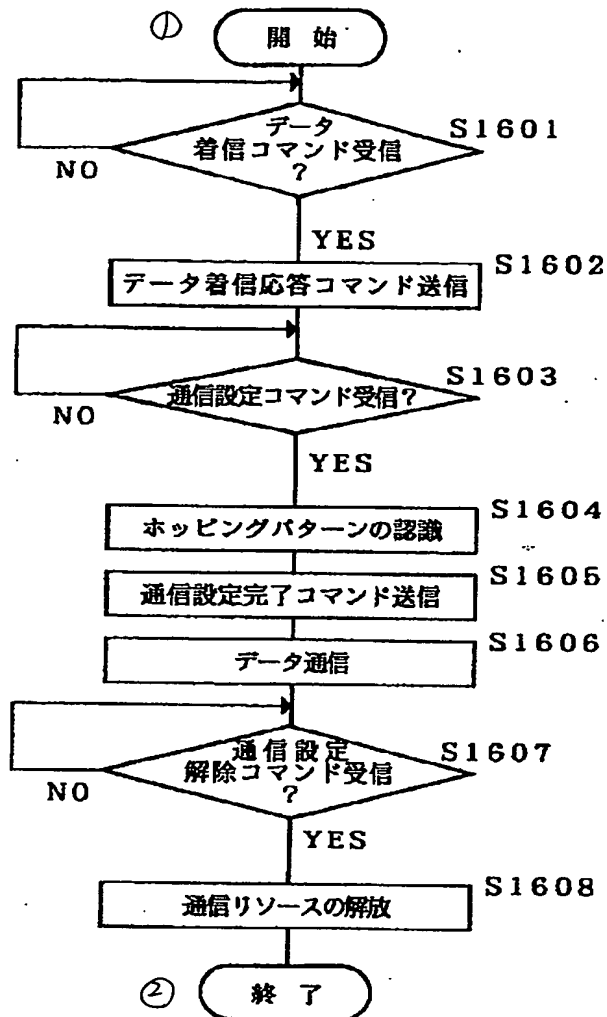 ①
開始
データ
着信コマンド受信
?
S1601
NO
YES
データ着信応答コマンド送信
S1602
通信設定コマンド受信?
S1603
NO
YES
ホッピングパターンの認識
S1604
通信設定完了コマンド送信
S1605
データ通信
S1606
通信設定
解除コマンド受信
?
S1607
NO
YES
通信リソースの解放
S1608
②
終了